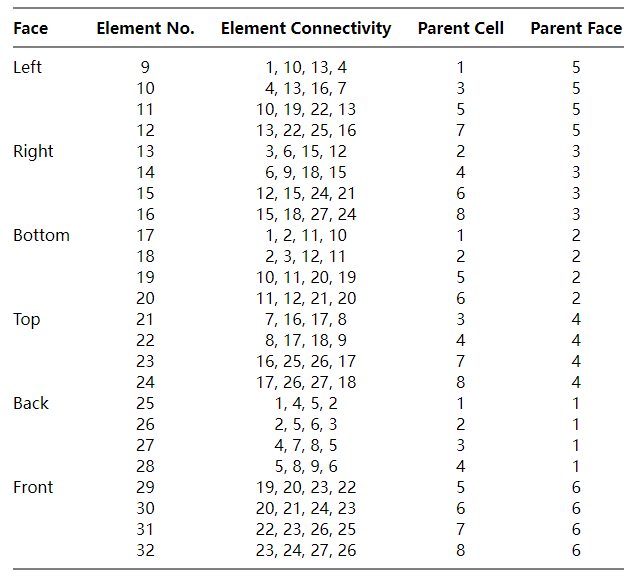 Face Element No. Element Connectivity Parent Cell Parent Face
Left 9 1, 10, 13, 4 1 5
10 4, 13, 16, 7 3 5
11 10, 19, 22, 13 5 5
12 13, 22, 25, 16 7 5
Right 13 3, 6, 15, 12 2 3
14 6, 9, 18, 15 4 3
15 12, 15, 24, 21 6 3
16 15, 18, 27, 24 8 3
Bottom 17 1, 2, 11, 10 1 2
18 2, 3, 12, 11 2 2
19 10, 11, 20, 19 5 2
20 11, 12, 21, 20 6 2
Top 21 7, 16, 17, 8 3 4
22 8, 17, 18, 9 4 4
23 16, 25, 26, 17 7 4
24 17, 26, 27, 18 8 4
Back 25 1, 4, 5, 2 1 1
26 2, 5, 6, 3 2 1
27 4, 7, 8, 5 3 1
28 5, 8, 9, 6 4 1
Front 29 19, 20, 23, 22 5 6
30 20, 21, 24, 23 6 6
31 22, 23, 26, 25 7 6
32 23, 24, 27, 26 8 6